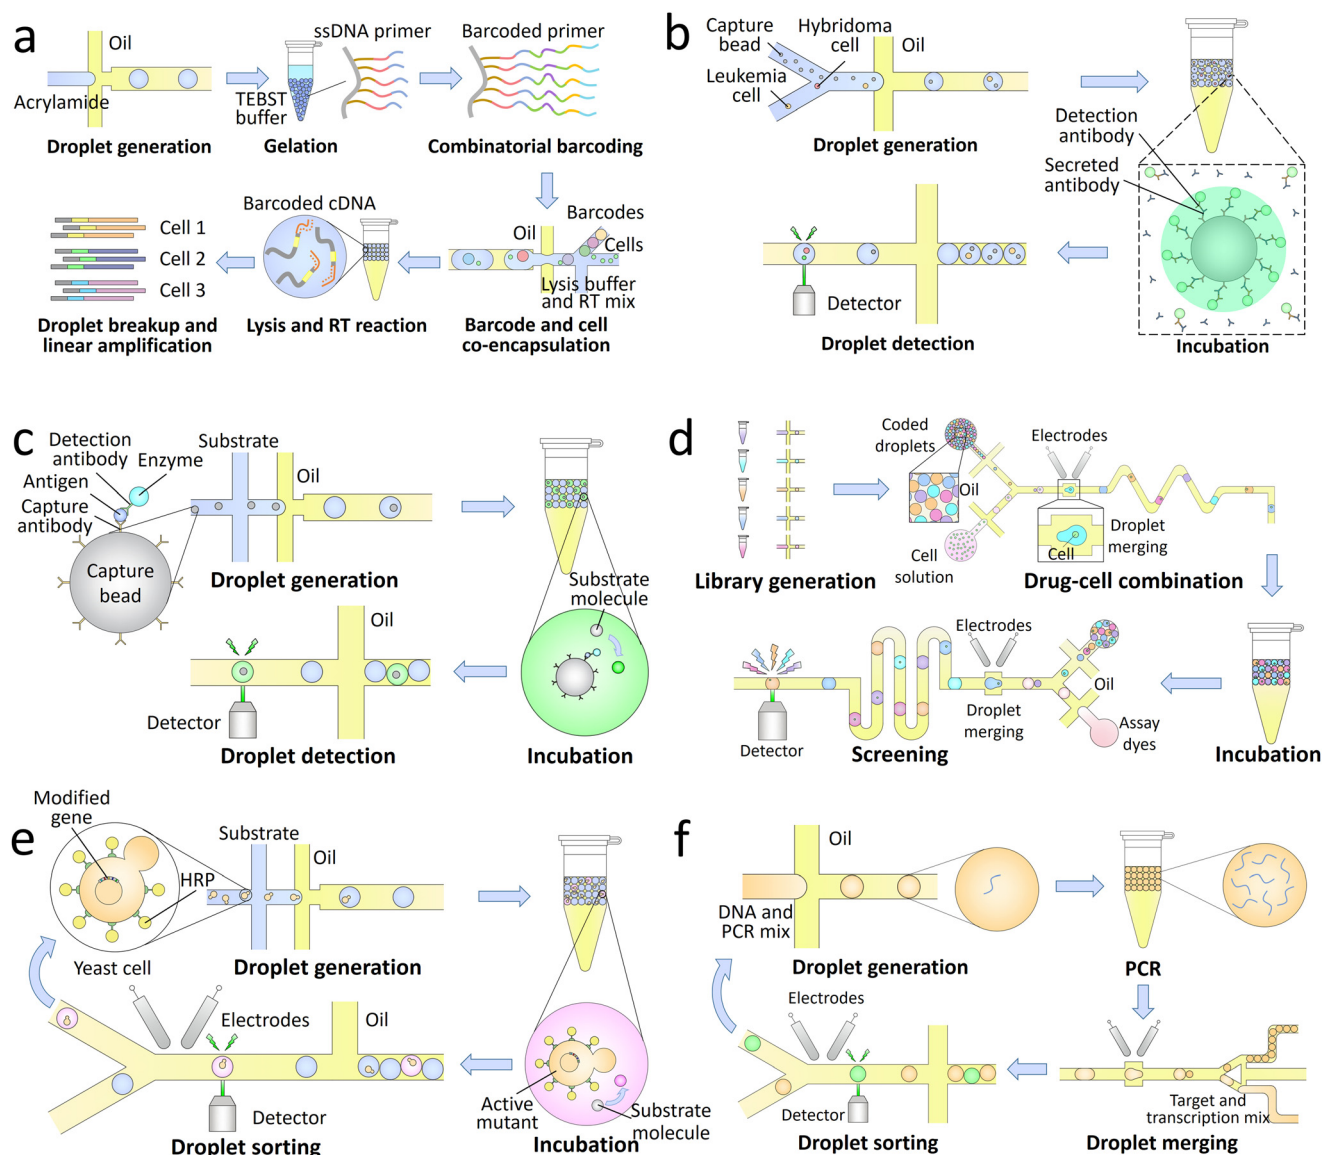 a
Oil
Acrylamide
Droplet generation
TEBST
buffer
Gelation
ssDNA primer
Barcoded primer
Combinatorial barcoding
Barcodes
Oil
Cells
Lysis buffer
and RT mix
Barcode and cell
co-encapsulation
Barcoded cDNA
Lysis and RT reaction
Cell 1
Cell 2
Cell 3
Droplet breakup and
linear amplification
b
Capture
bead
Hybridoma
cell
Oil
Leukemia
cell
Droplet generation
Detection
antibody
Secreted
antibody
Incubation
Detector
Droplet detection
c
Detection
antibody
Enzyme
Antigen
Capture
antibody
Capture
bead
Substrate
Oil
Droplet generation
Substrate
molecule
Incubation
Oil
Detector
Droplet detection
d
Library generation
Coded
droplets
Oil
Cell
solution
Electrodes
Droplet
merging
Cell
Drug-cell combination
Incubation
Electrodes
Oil
Droplet
merging
Assay
dyes
Detector
Screening
e
Modified
gene
HRP
Yeast cell
Substrate
Oil
Droplet generation
Active
mutant
Substrate
molecule
Incubation
Electrodes
Oil
Detector
Droplet sorting
f
Oil
DNA and
PCR mix
Droplet generation
PCR
Target and
transcription mix
Droplet merging
Electrodes
Oil
Detector
Droplet sorting